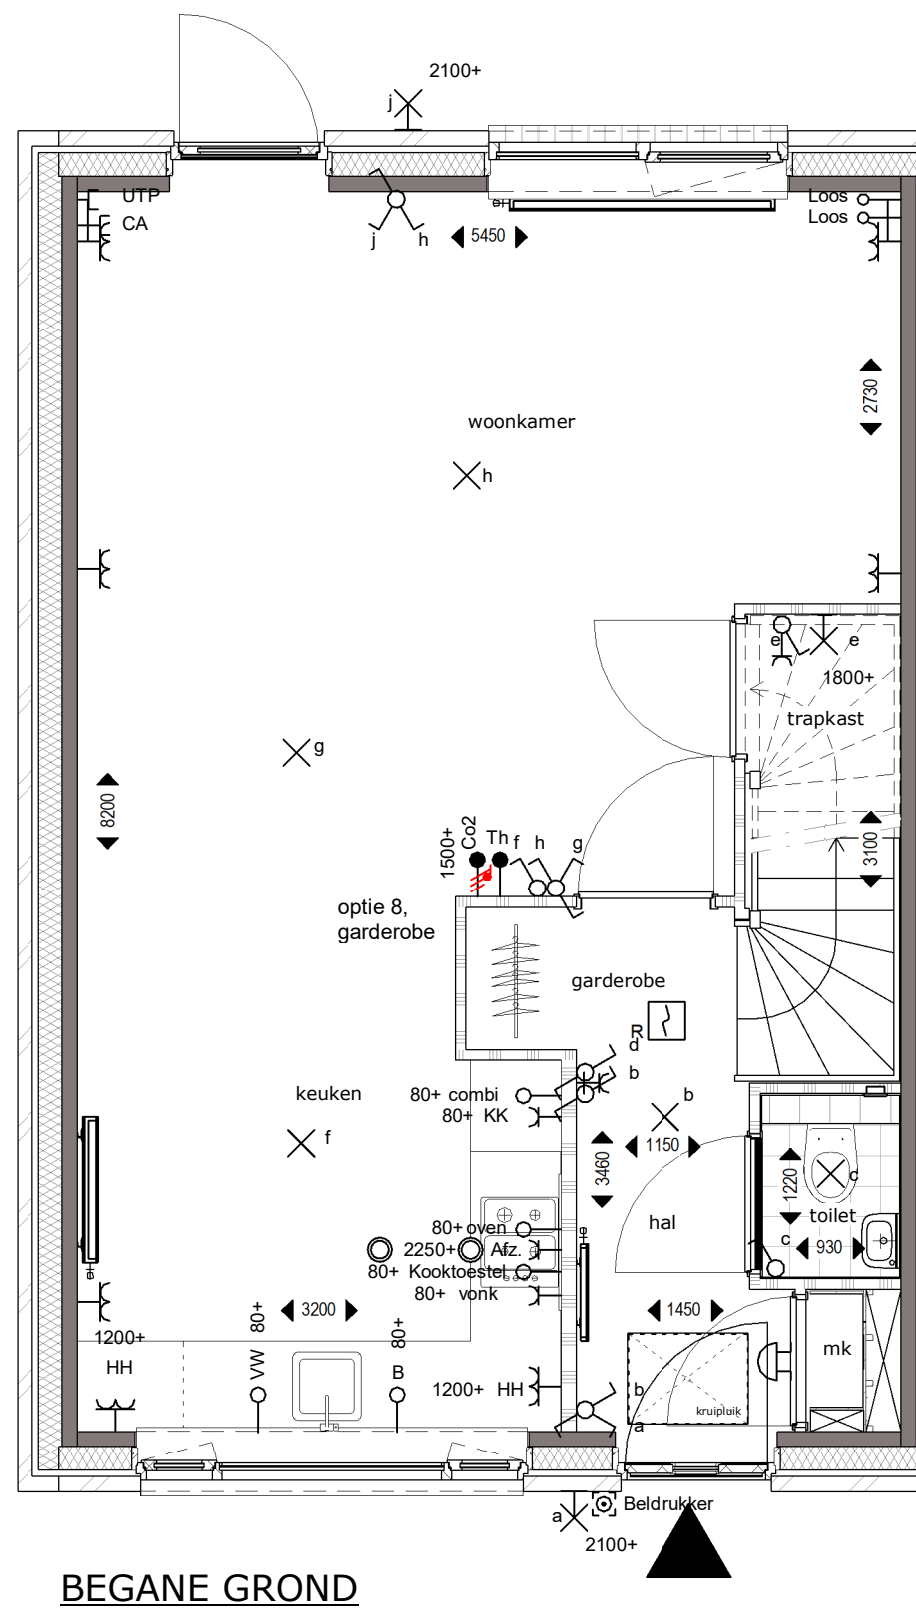 2100+
j
UTP
CA
j
h
5450
Loos
Loos
2730
woonkamer
h
e
e
1800+
trapkast
g
8200
1500+
Co2
Th
f
h
g
3100
optie 8,
garderobe
garderobe
R
d
b
keuken
80+ combi
80+ KK
b
f
3460
1150
1220
c
hal
toilet
c
930
80+ oven
2250+ Afz.
80+ Kooktoestel
80+ vonk
3200
1450
1200+
HH
VW 80+
B 80+
1200+ HH
mk
kruipluik
b
a
a
Beldrukker
2100+
BEGANE GROND